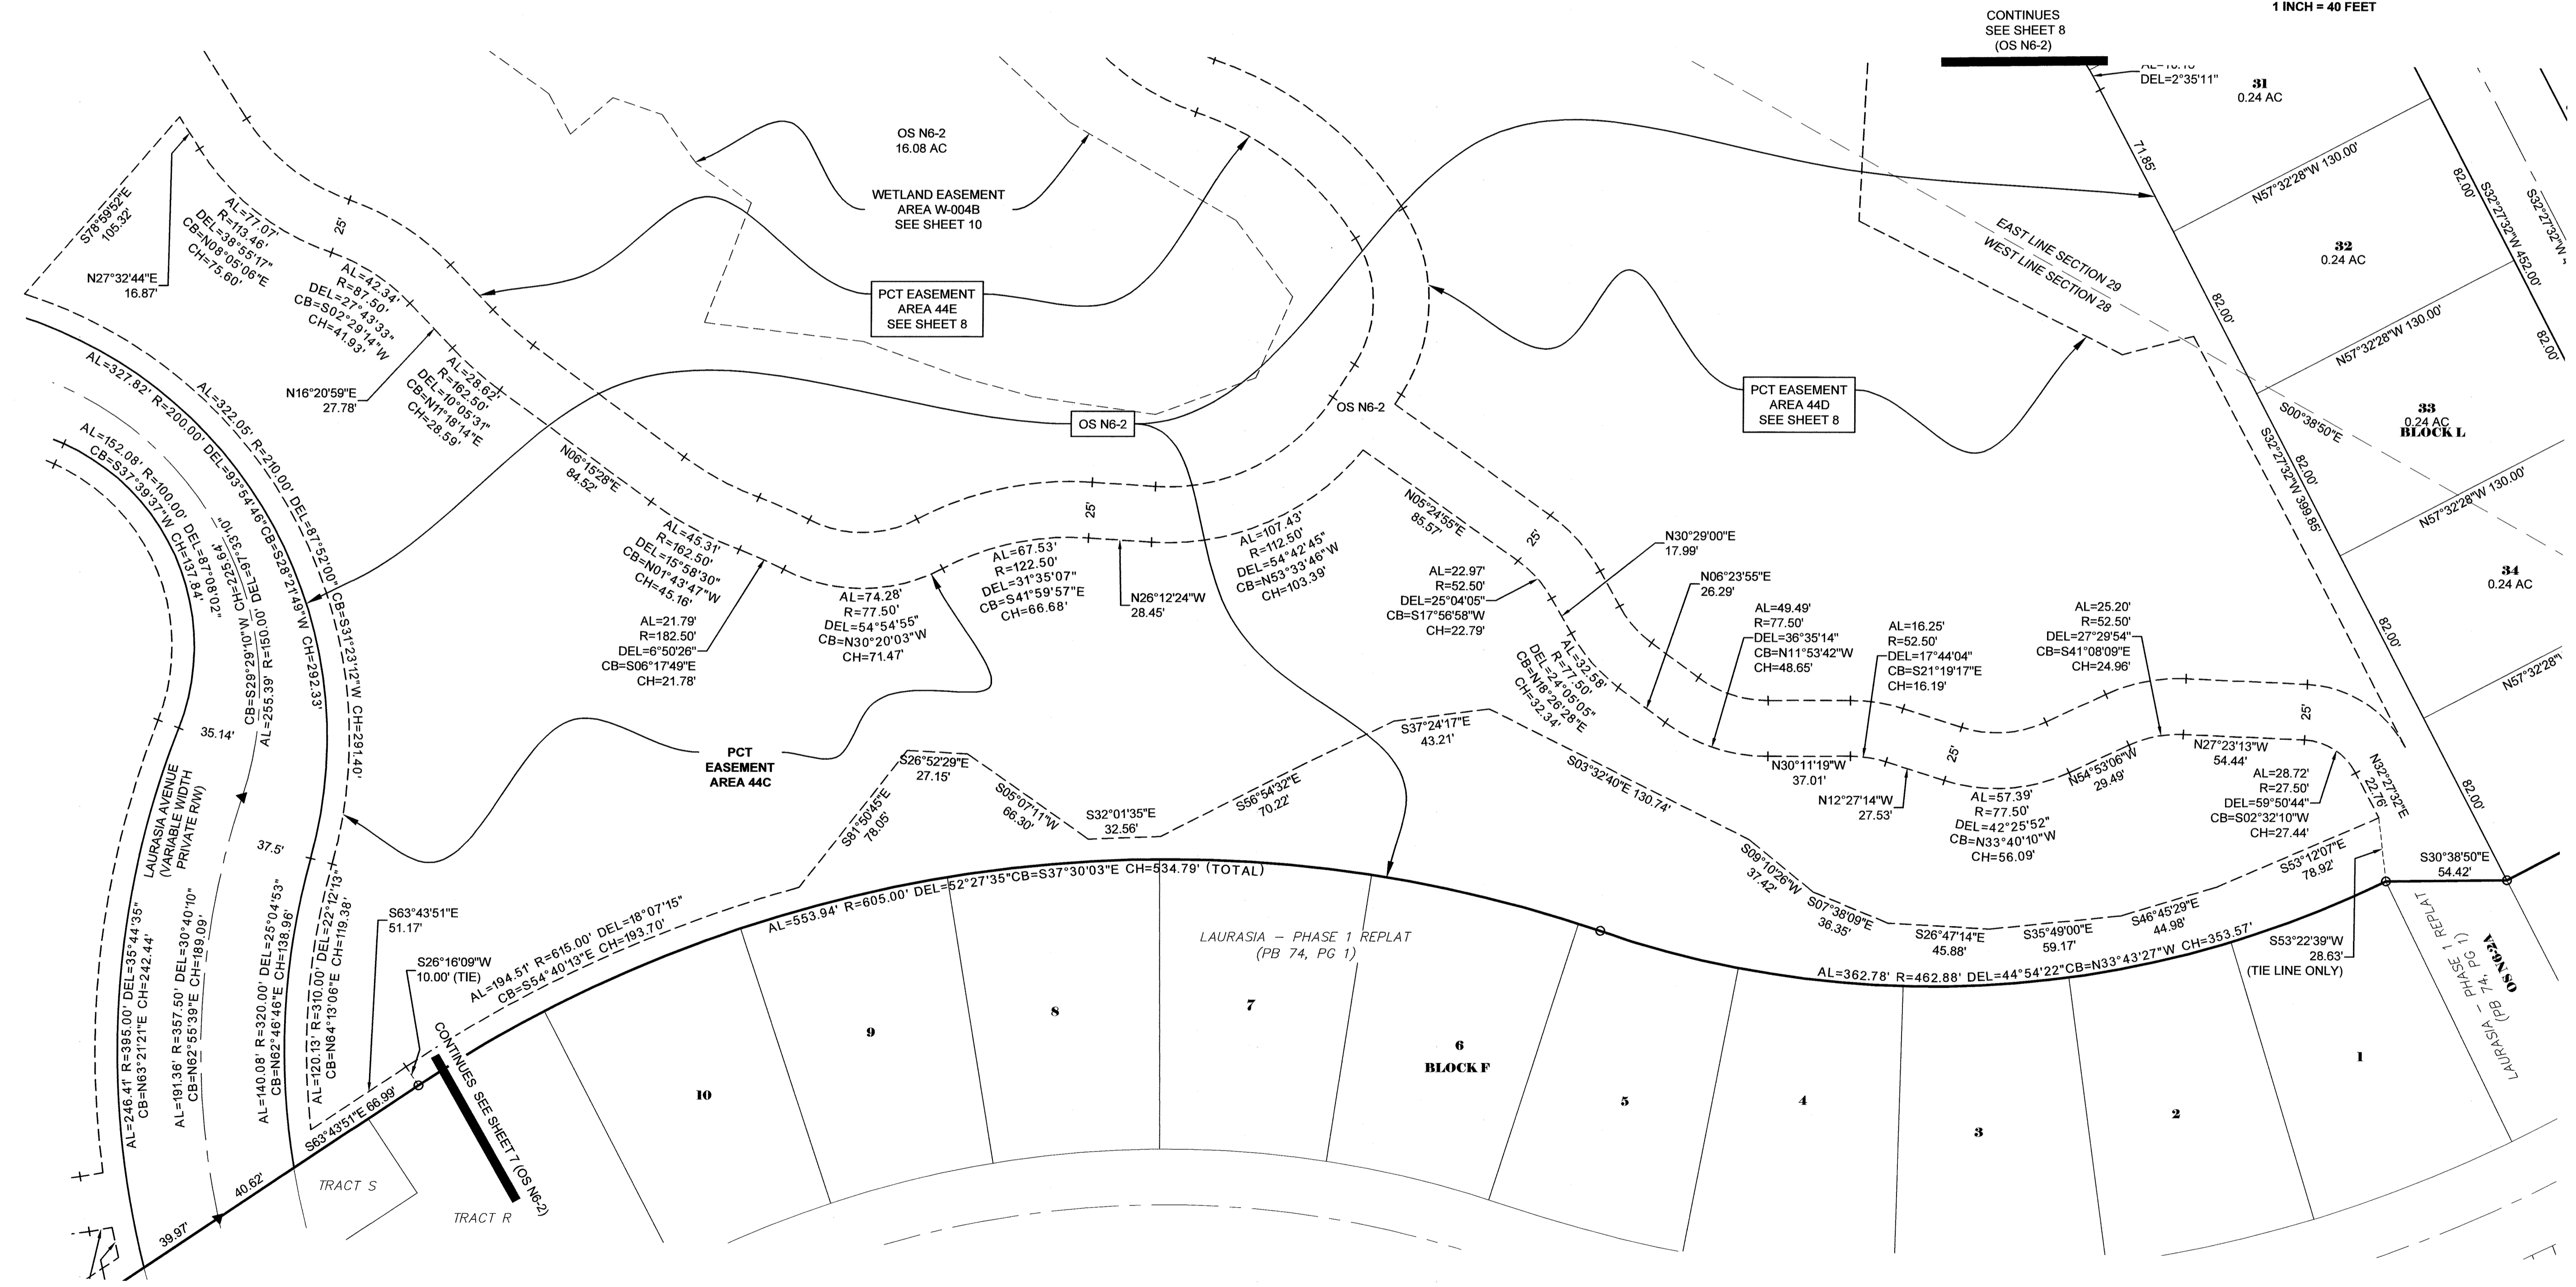 1 INCH = 40 FEET
CONTINUES
SEE SHEET 8
(OS N6-2)
DEL=2°35'11"
31
0.24 AC
71.85'
N57°32'28"W 130.00'
82.00'
S32°27'32"W 452.00'
S32°27'32"W
32
0.24 AC
82.00'
82.00'
N57°32'28"W 130.00'
EAST LINE SECTION 29
WEST LINE SECTION 28
S00°38'50"E
33
0.24 AC
BLOCK L
82.00'
S32°27'32"W 399.85'
N57°32'28"W 130.00'
34
0.24 AC
82.00'
N57°32'28"
82.00'
OS N6-2
16.08 AC
WETLAND EASEMENT
AREA W-004B
SEE SHEET 10
PCT EASEMENT
AREA 44E
SEE SHEET 8
OS N6-2
OS N6-2
PCT EASEMENT
AREA 44D
SEE SHEET 8
S78°59'52"E
105.32'
N27°32'44"E
16.87'
25'
AL=77.07'
R=113.46'
DEL=38°55'17"
CB=N08°05'06"E
CH=75.60'
AL=42.34'
R=87.50'
DEL=27°43'33"
CB=S02°29'14"W
CH=41.93'
N16°20'59"E
27.78'
AL=28.62'
R=162.50'
DEL=10°05'31"
CB=N11°18'14"E
CH=28.59'
N06°15'28"E
84.52'
AL=45.31'
R=162.50'
DEL=15°58'30"
CB=N01°43'47"W
CH=45.16'
AL=21.79'
R=182.50'
DEL=6°50'26"
CB=S06°17'49"E
CH=21.78'
AL=74.28'
R=77.50'
DEL=54°54'55"
CB=N30°20'03"W
CH=71.47'
AL=67.53'
R=122.50'
DEL=31°35'07"
CB=S41°59'57"E
CH=66.68'
25'
N26°12'24"W
28.45'
AL=107.43'
R=112.50'
DEL=54°42'45"
CB=N53°33'46"W
CH=103.39'
N05°24'55"E
85.57'
25'
AL=22.97'
R=52.50'
DEL=25°04'05"
CB=S17°56'58"W
CH=22.79'
N30°29'00"E
17.99'
AL=32.58'
R=77.50'
DEL=24°05'05"
CB=N18°26'28"E
CH=32.34'
N06°23'55"E
26.29'
AL=49.49'
R=77.50'
DEL=36°35'14"
CB=N11°53'42"W
CH=48.65'
N30°11'19"W
37.01'
AL=16.25'
R=52.50'
DEL=17°44'04"
CB=S21°19'17"E
CH=16.19'
N12°27'14"W
27.53'
25'
AL=57.39'
R=77.50'
DEL=42°25'52"
CB=N33°40'10"W
CH=56.09'
N54°53'06"W
29.49'
AL=25.20'
R=52.50'
DEL=27°29'54"
CB=S41°08'09"E
CH=24.96'
N27°23'13"W
54.44'
25'
AL=28.72'
R=27.50'
DEL=59°50'44"
CB=S02°32'10"W
CH=27.44'
N32°27'32"E
22.76'
AL=327.82' R=200.00' DEL=93°54'46"CB=S28°21'49"W CH=292.33'
AL=322.05' R=210.00' DEL=87°52'00"CB=S31°23'12"W CH=291.40'
AL=152.08' R=100.00' DEL=87°08'02"
CB=S37°39'37"W CH=137.84'
AL=255.39' R=150.00' DEL=97°33'10"
CB=S29°29'10"W CH=225.64'
35.14'
LAURASIA AVENUE
(VARIABLE WIDTH
PRIVATE R/W)
37.5'
AL=246.41' R=395.00' DEL=35°44'35"
CB=N63°21'21"E CH=242.44'
AL=191.36' R=357.50' DEL=30°40'10"
CB=N62°55'39"E CH=189.09'
AL=140.08' R=320.00' DEL=25°04'53"
CB=N62°46'46"E CH=138.96'
AL=120.13' R=310.00' DEL=22°12'13"
CB=N64°13'06"E CH=119.38'
PCT
EASEMENT
AREA 44C
S63°43'51"E
51.17'
S26°16'09"W
10.00' (TIE)
S63°43'51"E 66.99'
40.62'
39.97'
TRACT S
TRACT R
CONTINUES SEE SHEET 7 (OS N6-2)
AL=194.51' R=615.00' DEL=18°07'15"
CB=S54°40'13"E CH=193.70'
S81°50'45"E
78.05'
S26°52'29"E
27.15'
S05°07'11"W
66.30'
S32°01'35"E
32.56'
S56°54'32"E
70.22'
S37°24'17"E
43.21'
S03°32'40"E 130.74'
S09°10'26"W
37.42'
S07°38'09"E
36.35'
S26°47'14"E
45.88'
S35°49'00"E
59.17'
S46°45'29"E
44.98'
S53°12'07"E
78.92'
S53°22'39"W
28.63'
(TIE LINE ONLY)
S30°38'50"E
54.42'
AL=553.94' R=605.00' DEL=52°27'35"CB=S37°30'03"E CH=534.79' (TOTAL)
AL=362.78' R=462.88' DEL=44°54'22"CB=N33°43'27"W CH=353.57'
LAURASIA – PHASE 1 REPLAT
(PB 74, PG 1)
LAURASIA – PHASE 1 REPLAT
(PB 74, PG 1)
OS N6-2A
10
9
8
7
6
BLOCK F
5
4
3
2
1